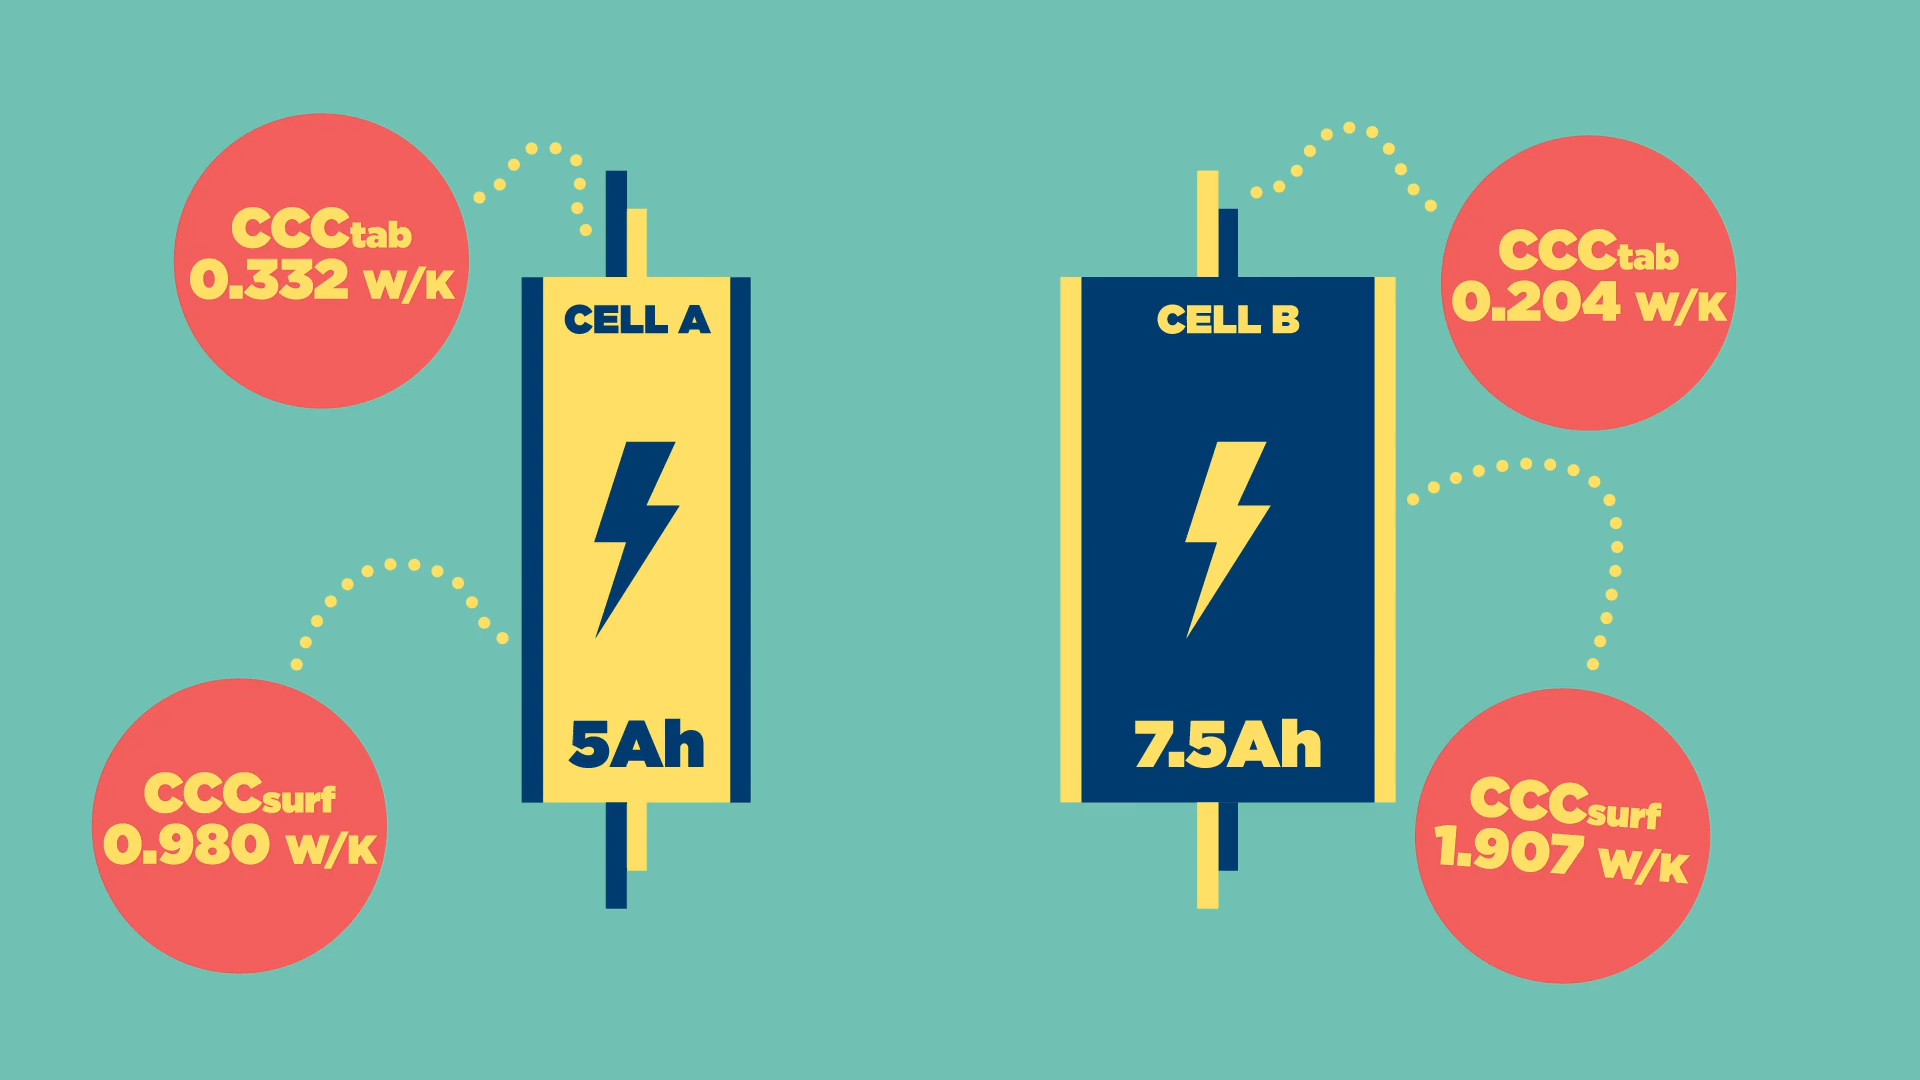 CCCtab
0.332 W/K
CELL A
5Ah
CCCsurf
0.980 W/K
CELL B
7.5Ah
CCCtab
0.204 W/K
CCCsurf
1.907 W/K